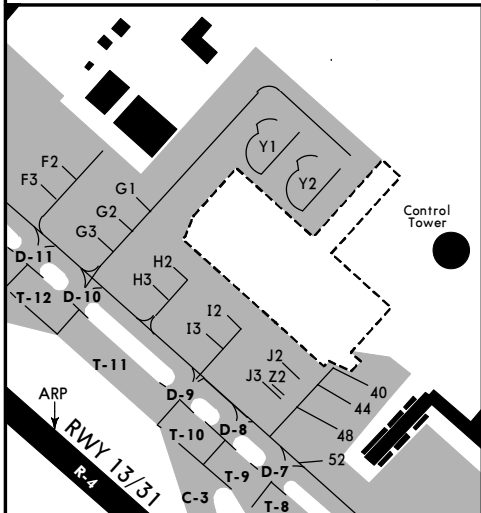 Y1
Y2
F2
F3
G1
G2
G3
Control
Tower
D-11
H2
H3
T-12
D-10
I2
I3
T-11
J2
J3
Z2
40
44
48
52
ARP
D-9
D-8
T-10
D-7
RWY 13/31
R-4
T-9
C-3
T-8